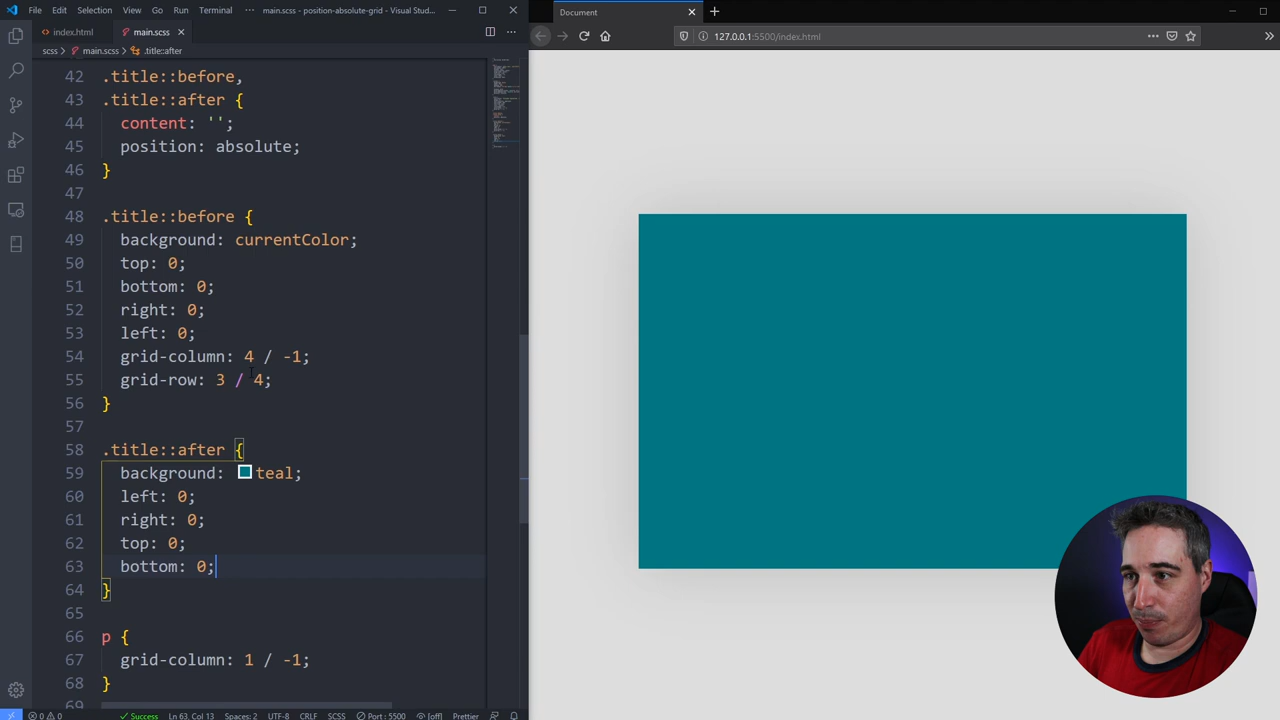 File Edit Selection View Go Run Terminal ··· main.scss - position-absolute-grid - Visual Stud...
Document
index.html
main.scss
127.0.0.1:5500/index.html
scss > main.scss > .title::after
42 .title::before,
43 .title::after {
44 content: '';
45 position: absolute;
46 }
47
48 .title::before {
49 background: currentColor;
50 top: 0;
51 bottom: 0;
52 right: 0;
53 left: 0;
54 grid-column: 4 / -1;
55 grid-row: 3 / 4;
56 }
57
58 .title::after {
59 background: teal;
60 left: 0;
61 right: 0;
62 top: 0;
63 bottom: 0;
64 }
65
66 p {
67 grid-column: 1 / -1;
68 }
69
0 0 Success Ln 63, Col 13 Spaces: 2 UTF-8 CRLF SCSS Port : 5500 [off] Prettier